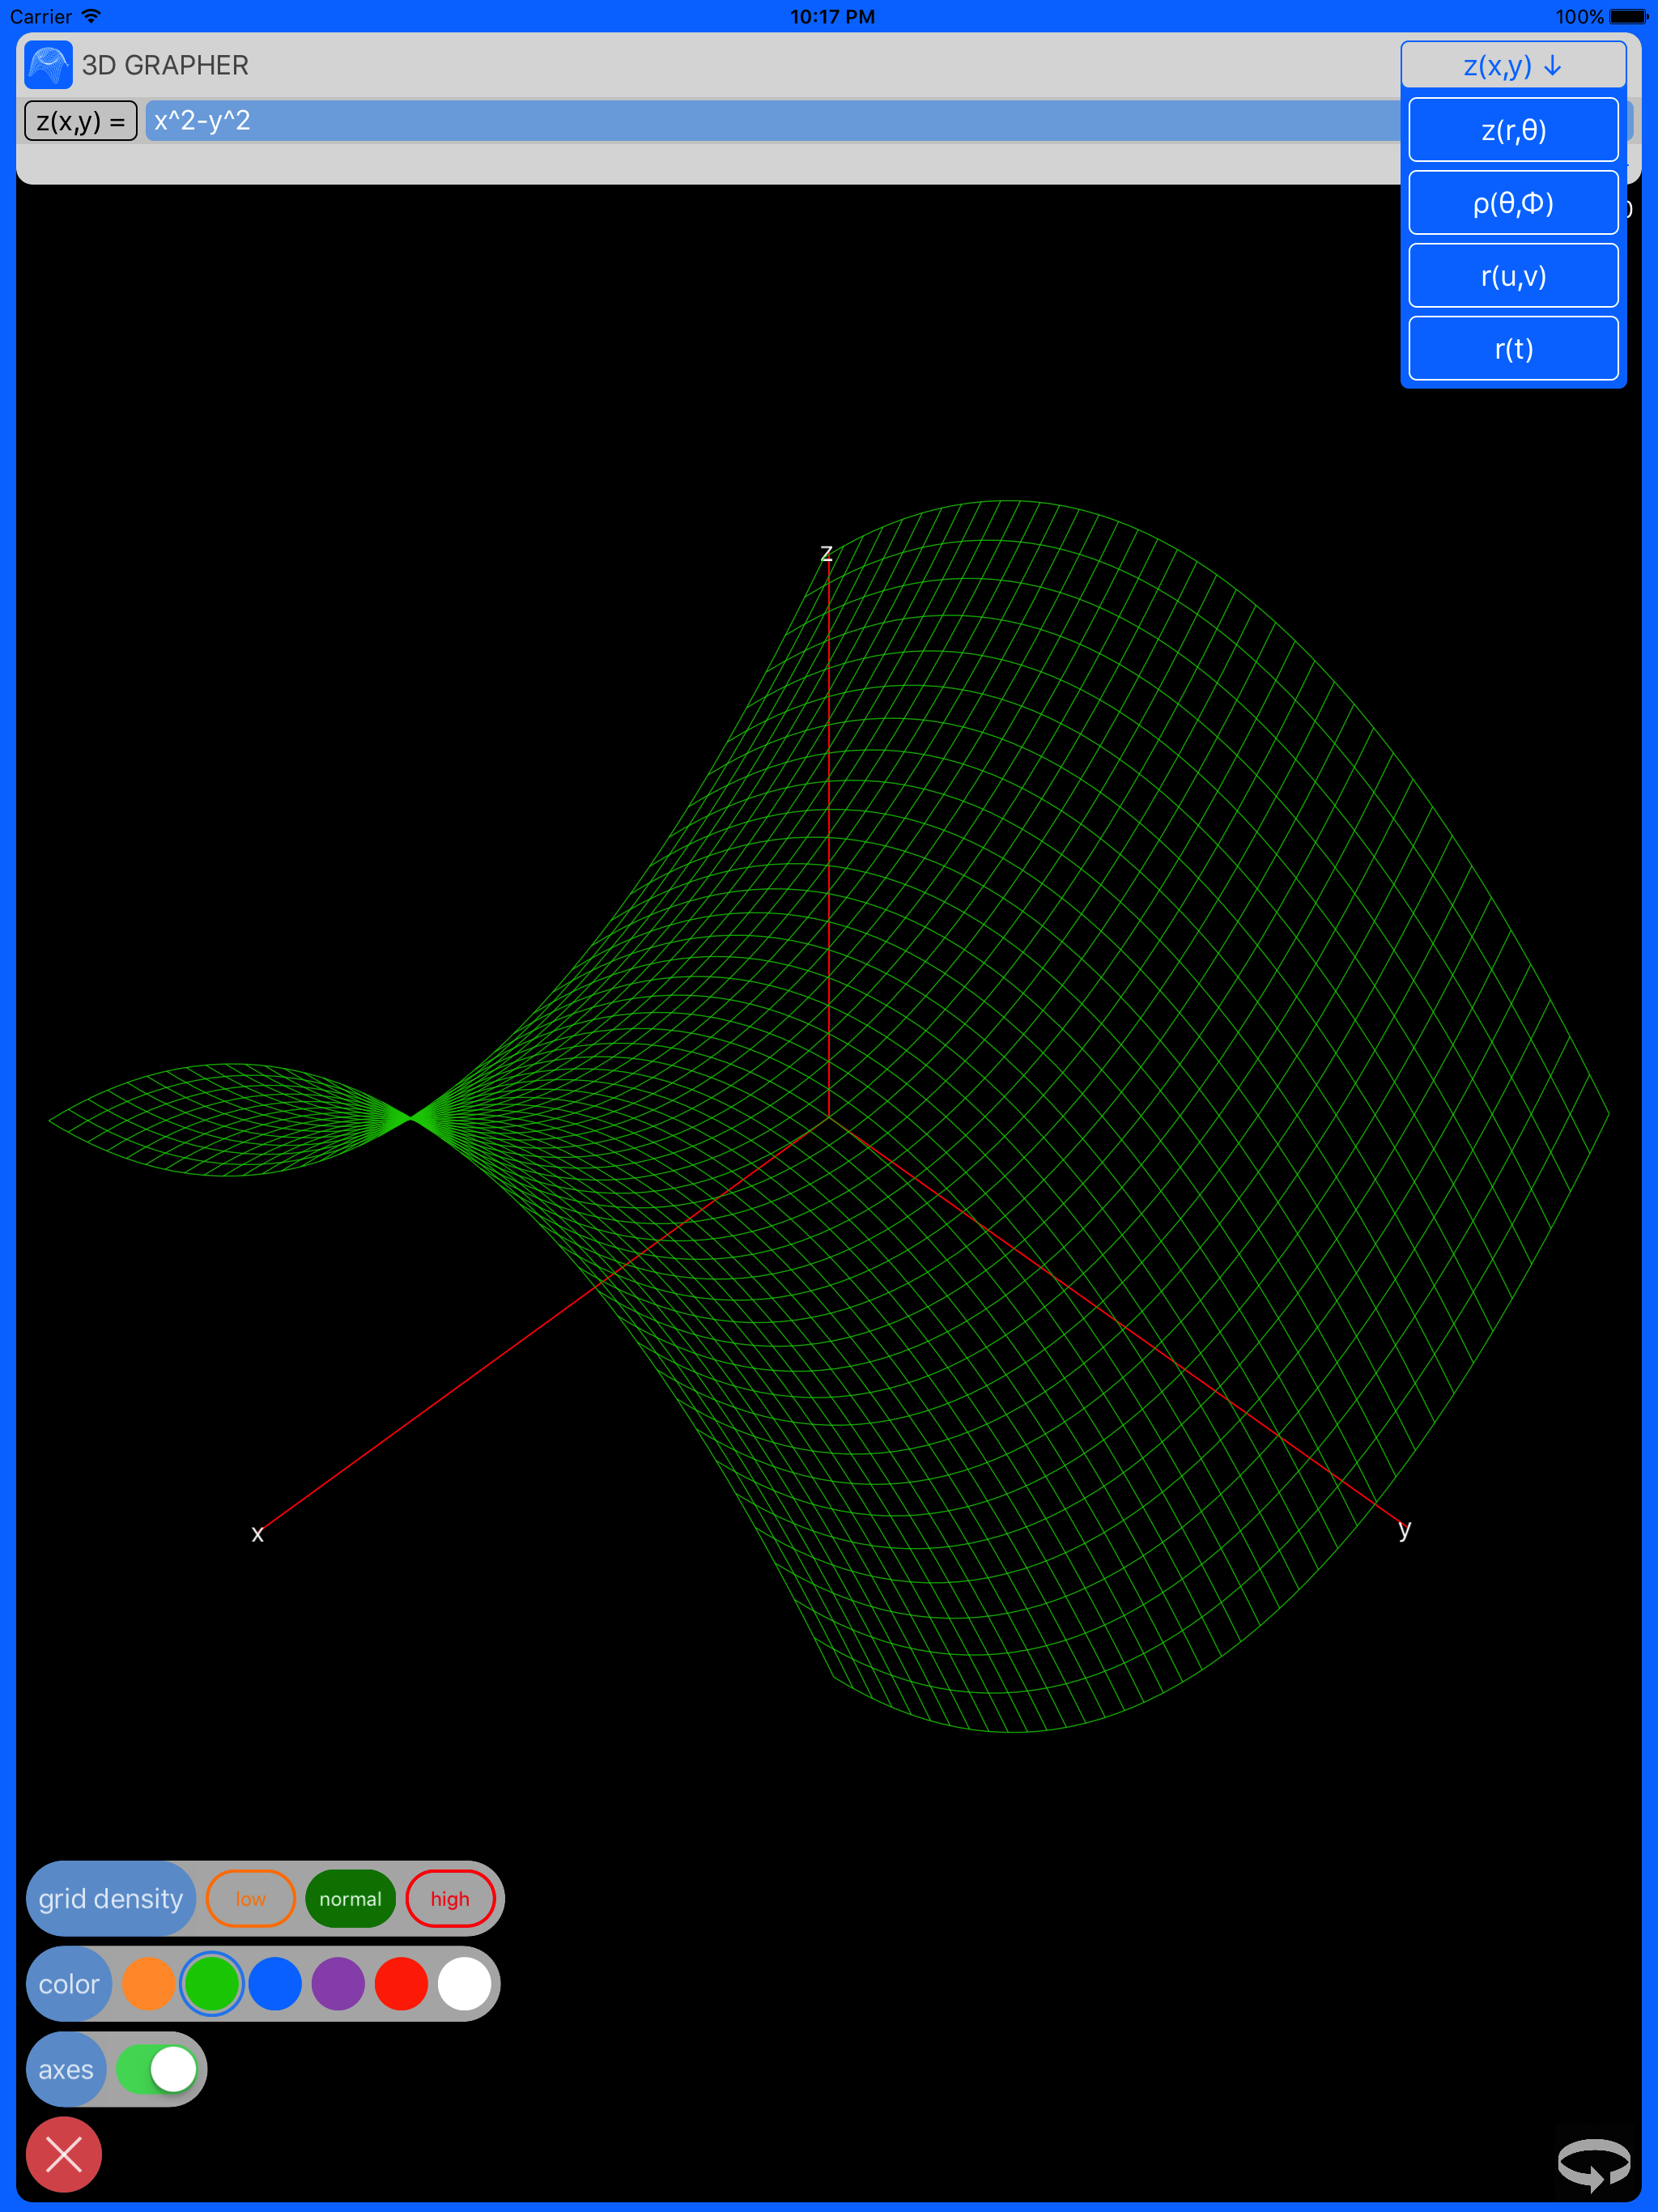 Carrier 10:17 PM 100%
3D GRAPHER
z(x,y) ↓
z(x,y) = x^2-y^2
z(r,θ)
ρ(θ,Φ)
r(u,v)
r(t)
z
x
y
grid density low normal high
color
axes